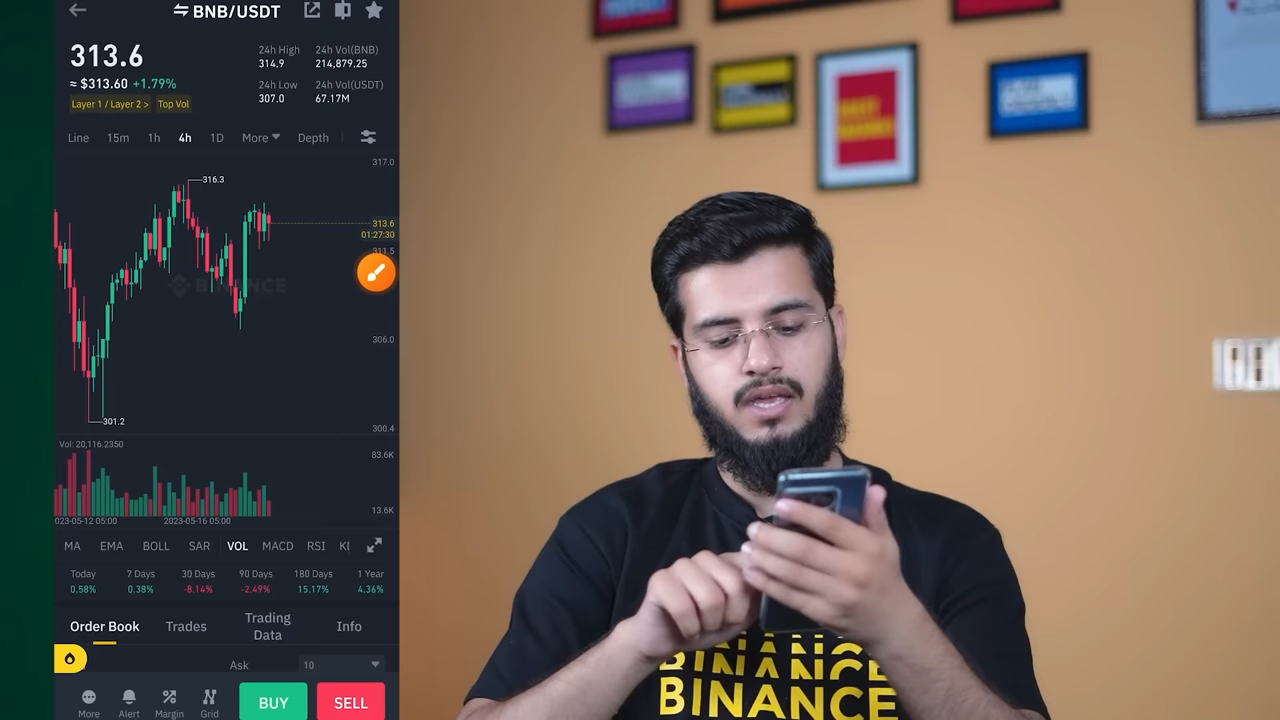 BNB/USDT
313.6
≈ $313.60 +1.79%
Layer 1 / Layer 2 > Top Vol
24h High
314.9
24h Vol(BNB)
214,879.25
24h Low
307.0
24h Vol(USDT)
67.17M
Line 15m 1h 4h 1D More Depth
317.0
316.3
313.6
01:27:30
311.5
BINANCE
306.0
301.2
300.4
Vol: 20,116.2350
83.6K
13.6K
023-05-12 05:00 2023-05-16 05:00
MA EMA BOLL SAR VOL MACD RSI
Today 7 Days 30 Days 90 Days 180 Days 1 Year
0.58% 0.38% -8.14% -2.49% 15.17% 4.36%
Order Book Trades Trading Data Info
Ask 10
More Alert Margin Grid
BUY SELL
BINANCE
BINANCE
BINANCE